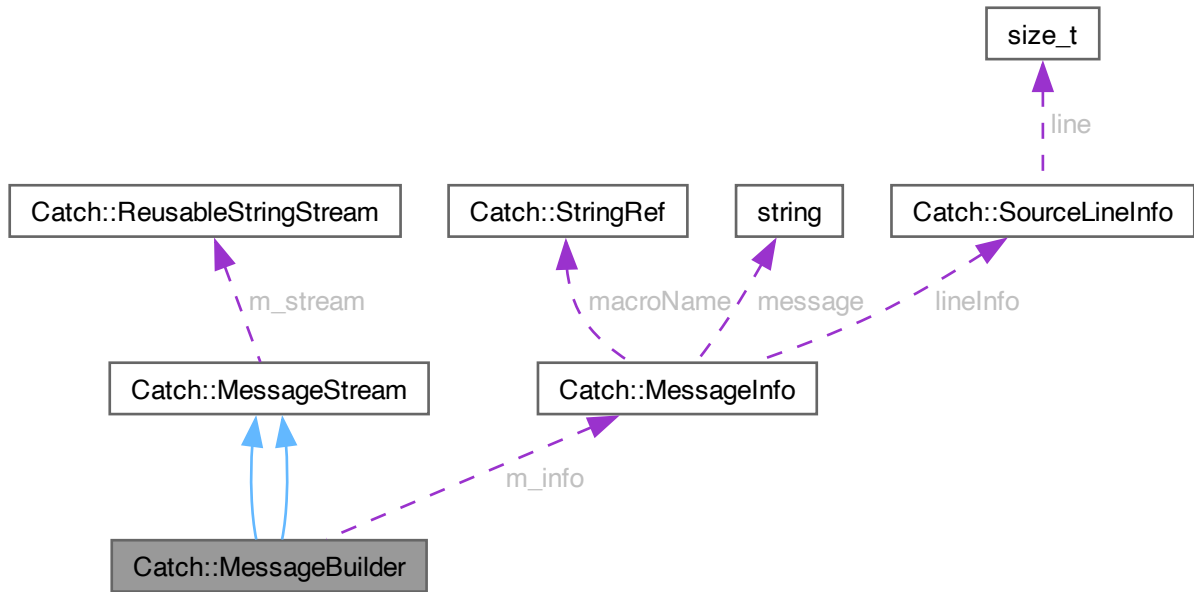 size_t
line
Catch::ReusableStringStream
Catch::StringRef
string
Catch::SourceLineInfo
m_stream
macroName
message
lineInfo
Catch::MessageStream
Catch::MessageInfo
m_info
Catch::MessageBuilder